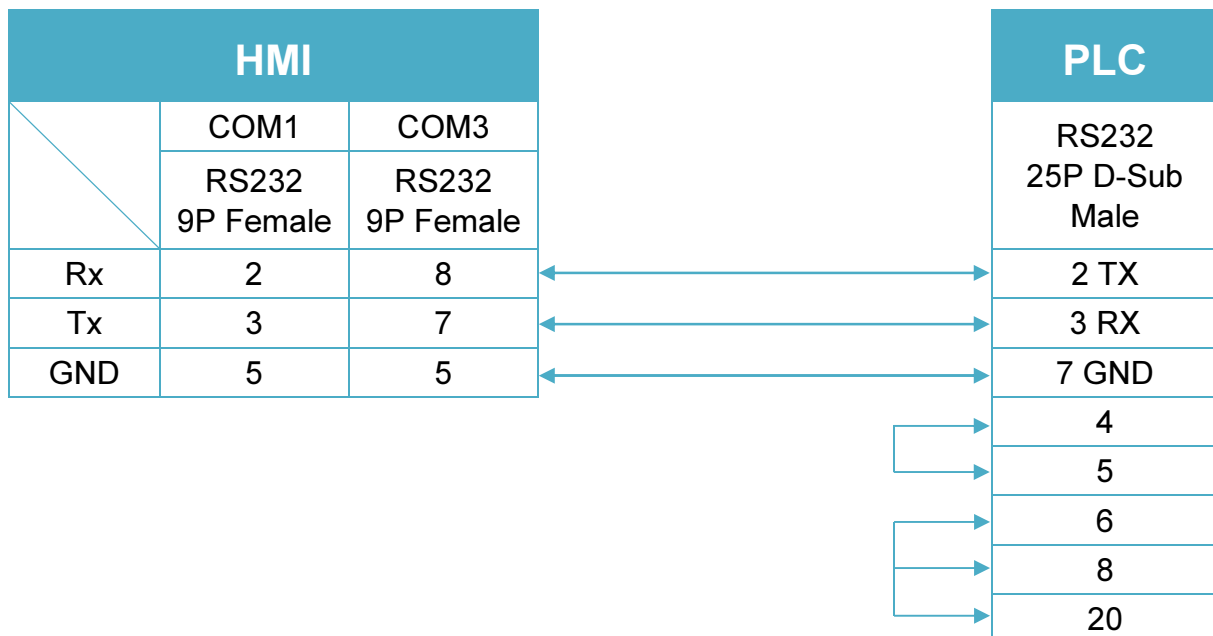 HMI
PLC
COM1 COM3
RS232
9P Female
RS232
9P Female
RS232
25P D-Sub
Male
Rx 2 8 2 TX
Tx 3 7 3 RX
GND 5 5 7 GND
4
5
6
8
20